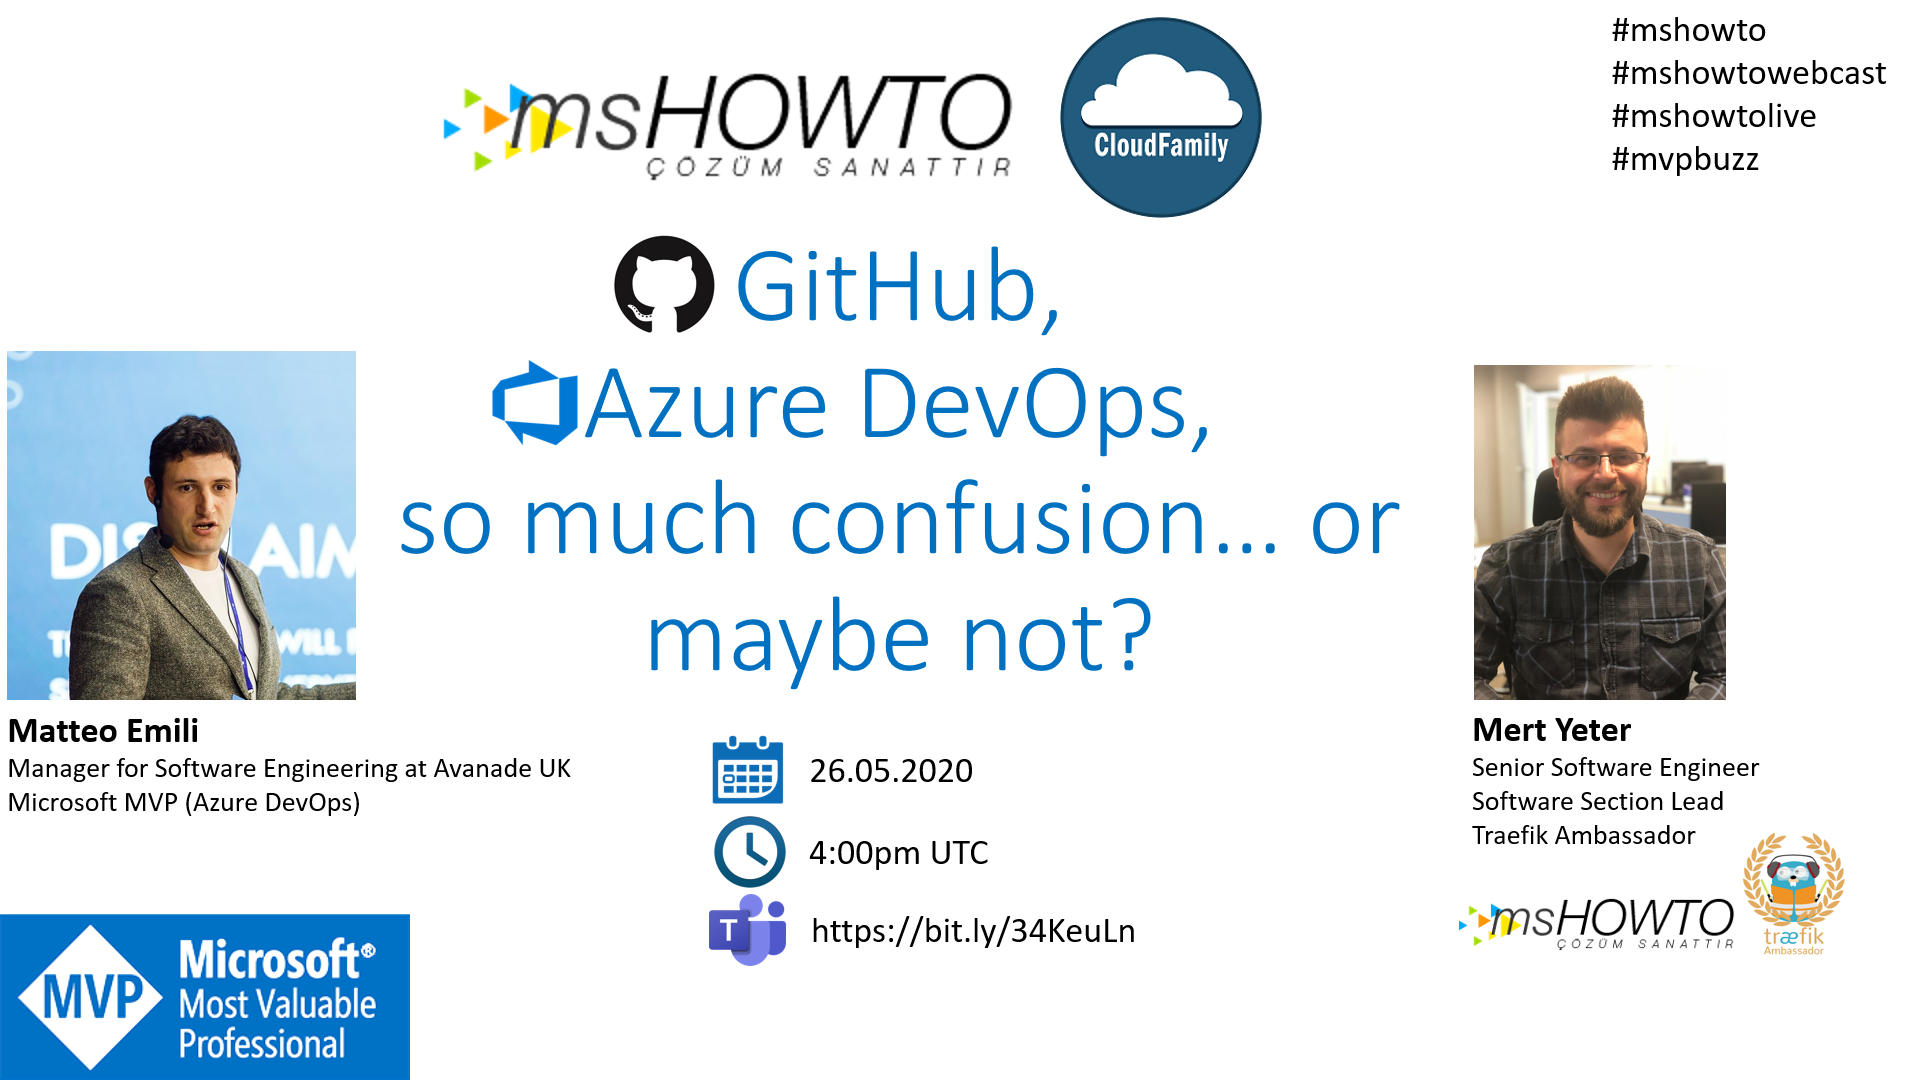 msHOWTO
ÇÖZÜM SANATTIR
CloudFamily
#mshowto
#mshowtowebcast
#mshowtolive
#mvpbuzz
GitHub,
Azure DevOps,
so much confusion... or
maybe not?
Matteo Emili
Manager for Software Engineering at Avanade UK
Microsoft MVP (Azure DevOps)
26.05.2020
4:00pm UTC
T
https://bit.ly/34KeuLn
Mert Yeter
Senior Software Engineer
Software Section Lead
Traefik Ambassador
msHOWTO
ÇÖZÜM SANATTIR
træfik
Ambassador
MVP
Microsoft®
Most Valuable
Professional